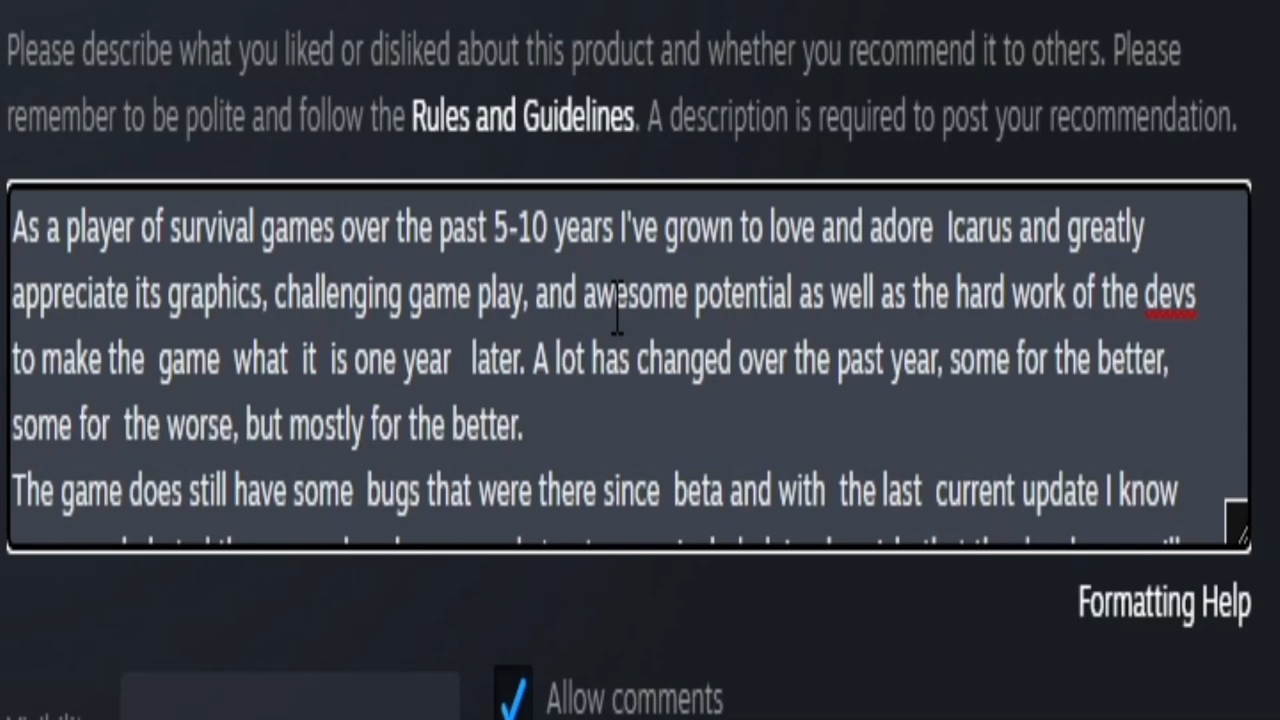 Please describe what you liked or disliked about this product and whether you recommend it to others. Please
remember to be polite and follow the Rules and Guidelines. A description is required to post your recommendation.
As a player of survival games over the past 5-10 years I've grown to love and adore  Icarus and greatly
appreciate its graphics, challenging game play, and awesome potential as well as the hard work of the devs
to make the  game  what  it  is one year   later. A lot has changed over the past year, some for the better,
some for  the worse, but mostly for the better.
The game does still have some  bugs that were there since  beta and with  the last  current update I know
Formatting Help
Allow comments